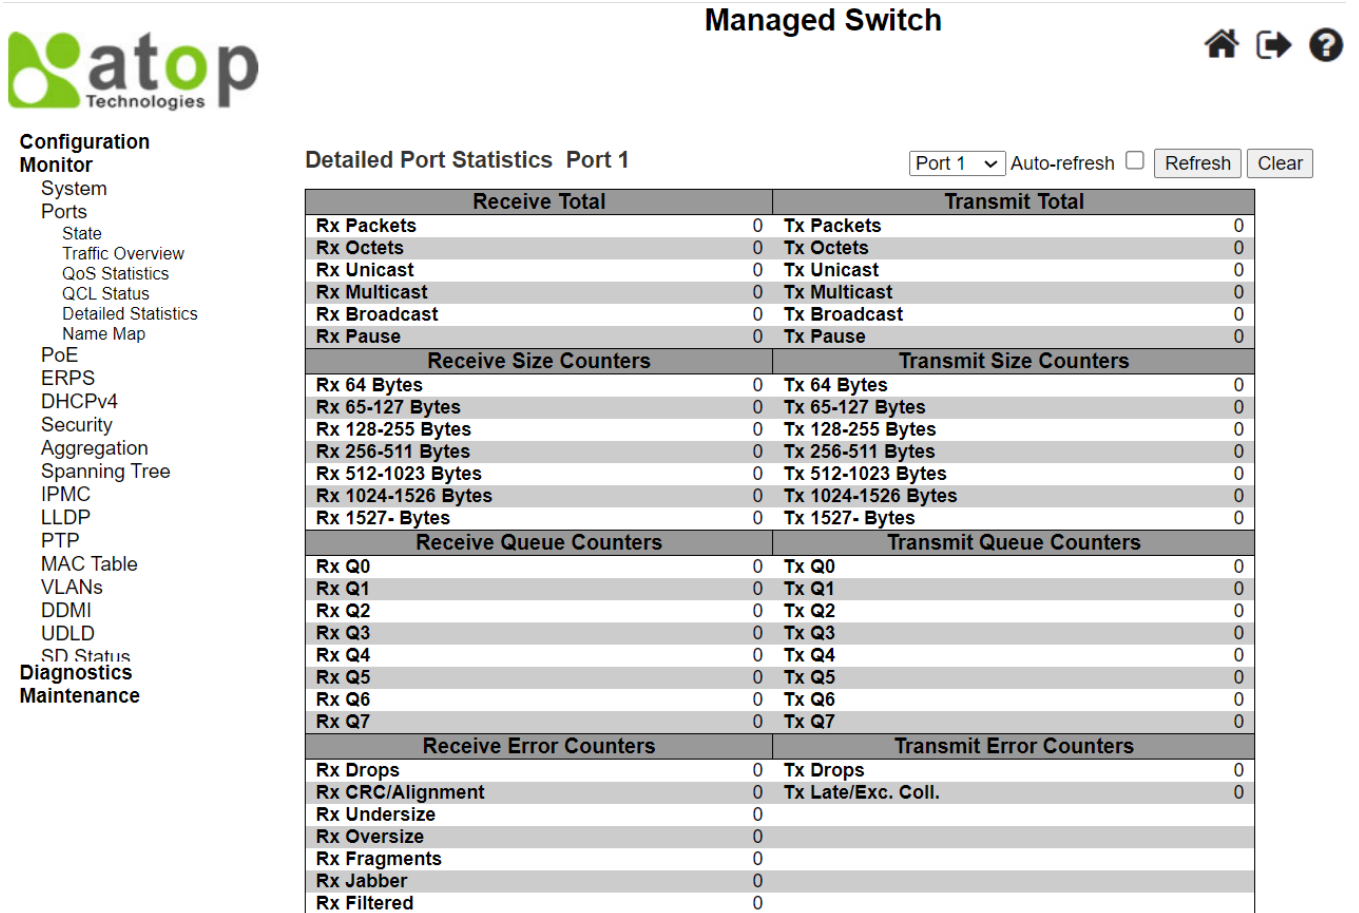 Managed Switch
atop
Technologies
Configuration
Monitor
System
Ports
State
Traffic Overview
QoS Statistics
QCL Status
Detailed Statistics
Name Map
PoE
ERPS
DHCPv4
Security
Aggregation
Spanning Tree
IPMC
LLDP
PTP
MAC Table
VLANs
DDMI
UDLD
SD Status
Diagnostics
Maintenance
Detailed Port Statistics Port 1
Port 1 Auto-refresh Refresh Clear
Receive Total Transmit Total
Rx Packets 0 Tx Packets 0
Rx Octets 0 Tx Octets 0
Rx Unicast 0 Tx Unicast 0
Rx Multicast 0 Tx Multicast 0
Rx Broadcast 0 Tx Broadcast 0
Rx Pause 0 Tx Pause 0
Receive Size Counters Transmit Size Counters
Rx 64 Bytes 0 Tx 64 Bytes 0
Rx 65-127 Bytes 0 Tx 65-127 Bytes 0
Rx 128-255 Bytes 0 Tx 128-255 Bytes 0
Rx 256-511 Bytes 0 Tx 256-511 Bytes 0
Rx 512-1023 Bytes 0 Tx 512-1023 Bytes 0
Rx 1024-1526 Bytes 0 Tx 1024-1526 Bytes 0
Rx 1527- Bytes 0 Tx 1527- Bytes 0
Receive Queue Counters Transmit Queue Counters
Rx Q0 0 Tx Q0 0
Rx Q1 0 Tx Q1 0
Rx Q2 0 Tx Q2 0
Rx Q3 0 Tx Q3 0
Rx Q4 0 Tx Q4 0
Rx Q5 0 Tx Q5 0
Rx Q6 0 Tx Q6 0
Rx Q7 0 Tx Q7 0
Receive Error Counters Transmit Error Counters
Rx Drops 0 Tx Drops 0
Rx CRC/Alignment 0 Tx Late/Exc. Coll. 0
Rx Undersize 0
Rx Oversize 0
Rx Fragments 0
Rx Jabber 0
Rx Filtered 0